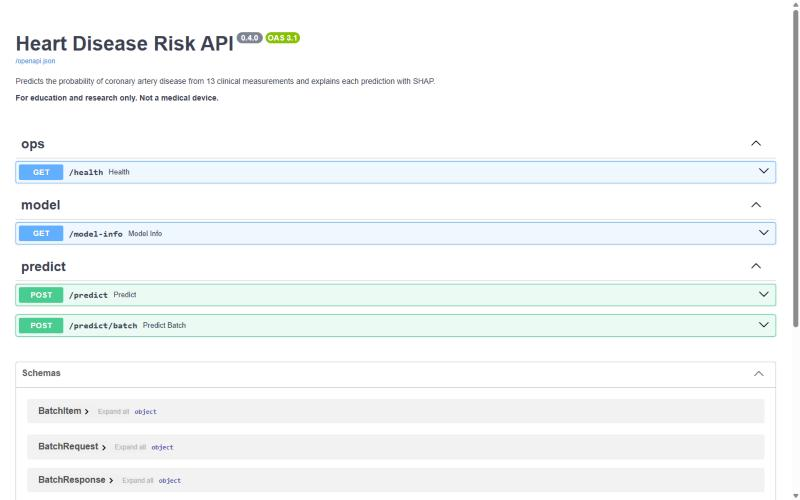 Heart Disease Risk API 0.4.0 OAS 3.1
/openapi.json
Predicts the probability of coronary artery disease from 13 clinical measurements and explains each prediction with SHAP.
For education and research only. Not a medical device.
ops
GET /health Health
model
GET /model-info Model Info
predict
POST /predict Predict
POST /predict/batch Predict Batch
Schemas
BatchItem Expand all object
BatchRequest Expand all object
BatchResponse Expand all object